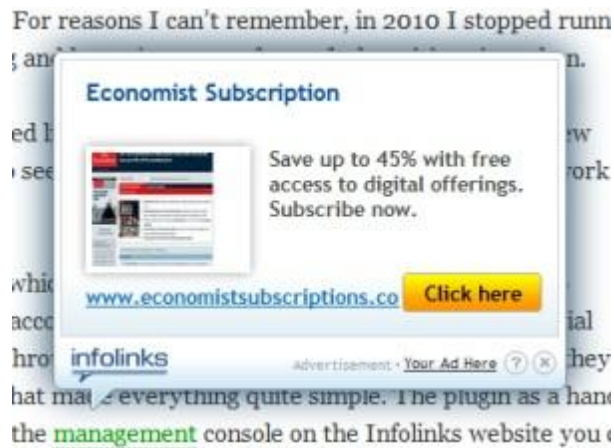 For reasons I can't remember, in 2010 I stopped runn
Economist Subscription
Save up to 45% with free
access to digital offerings.
Subscribe now.
www.economistsubscriptions.co
Click here
infolinks
Advertisement • Your Ad Here ? ×
hat made everything quite simple. The plugin as a hand
the management console on the Infolinks website you